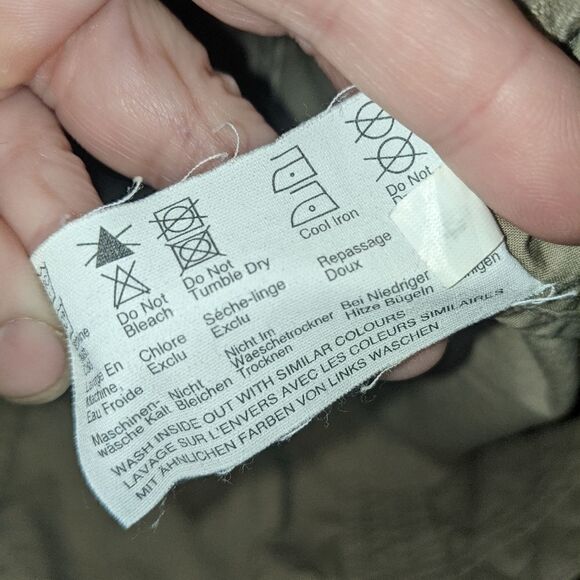 Do Not
Bleach
Do Not
Tumble Dry
Cool Iron
Do Not
Lavage En
Machine,
Eau Froide
Chlore
Exclu
Séche-linge
Exclu
Repassage
Doux
Maschinen-
wäsche Kalt
Nicht
Bleichen
Nicht Im
Waeschetrockner
Trocknen
Bei Niedriger
Hitze Bügeln
WASH INSIDE OUT WITH SIMILAR COLOURS
LAVAGE SUR L'ENVERS AVEC LES COLEURS SIMILAIRES
MIT ÄHNLICHEN FARBEN VON LINKS WASCHEN